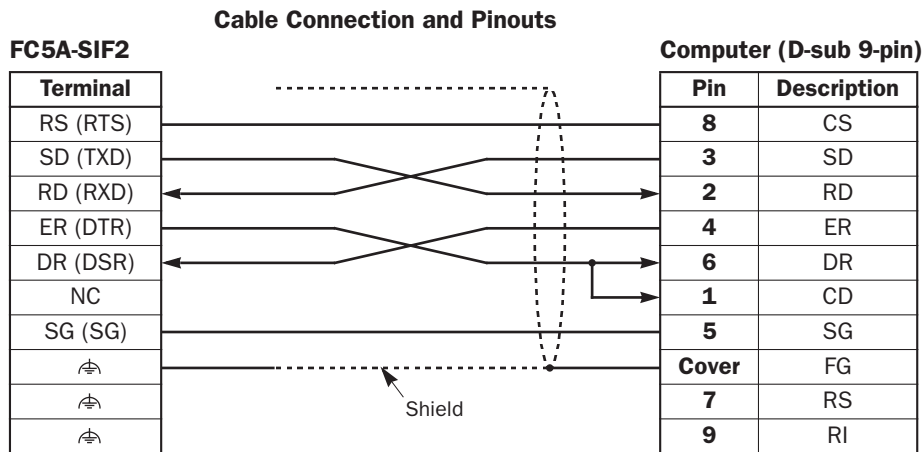 Cable Connection and Pinouts
FC5A-SIF2
Computer (D-sub 9-pin)
Terminal
Pin Description
RS (RTS) 8 CS
SD (TXD) 3 SD
RD (RXD) 2 RD
ER (DTR) 4 ER
DR (DSR) 6 DR
NC 1 CD
SG (SG) 5 SG
Cover FG
Shield
7 RS
9 RI